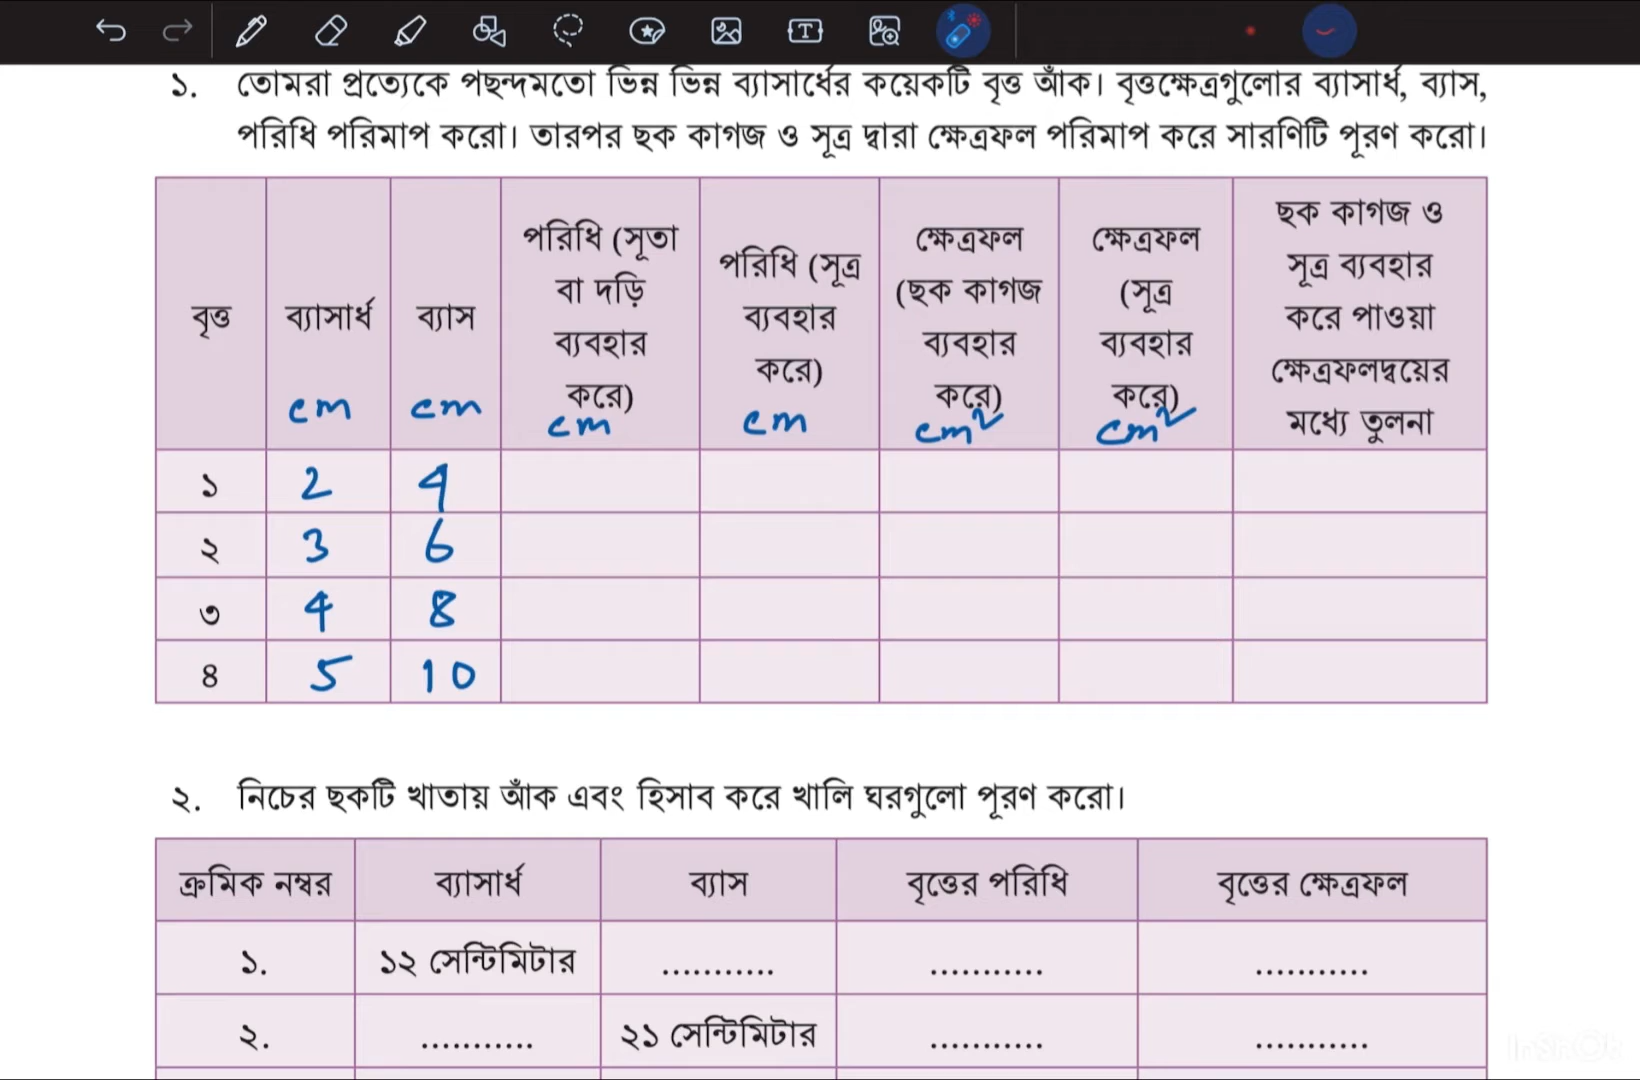 ১. তোমরা প্রত্যেকে পছন্দমতো ভিন্ন ভিন্ন ব্যাসার্ধের কয়েকটি বৃত্ত আঁক। বৃত্তক্ষেত্রগুলোর ব্যাসার্ধ, ব্যাস,
পরিধি পরিমাপ করো। তারপর ছক কাগজ ও সূত্র দ্বারা ক্ষেত্রফল পরিমাপ করে সারণিটি পূরণ করো।
বৃত্ত
ব্যাসার্ধ
cm
ব্যাস
cm
পরিধি (সূতা
বা দড়ি
ব্যবহার
করে)
cm
পরিধি (সূত্র
ব্যবহার
করে)
cm
ক্ষেত্রফল
(ছক কাগজ
ব্যবহার
করে)
cm²
ক্ষেত্রফল
(সূত্র
ব্যবহার
করে)
cm²
ছক কাগজ ও
সূত্র ব্যবহার
করে পাওয়া
ক্ষেত্রফলদ্বয়ের
মধ্যে তুলনা
১ 2 4
২ 3 6
৩ 4 8
৪ 5 10
২. নিচের ছকটি খাতায় আঁক এবং হিসাব করে খালি ঘরগুলো পূরণ করো।
ক্রমিক নম্বর ব্যাসার্ধ ব্যাস বৃত্তের পরিধি বৃত্তের ক্ষেত্রফল
১. ১২ সেন্টিমিটার ........... ........... ...........
২. ........... ২১ সেন্টিমিটার ........... ...........